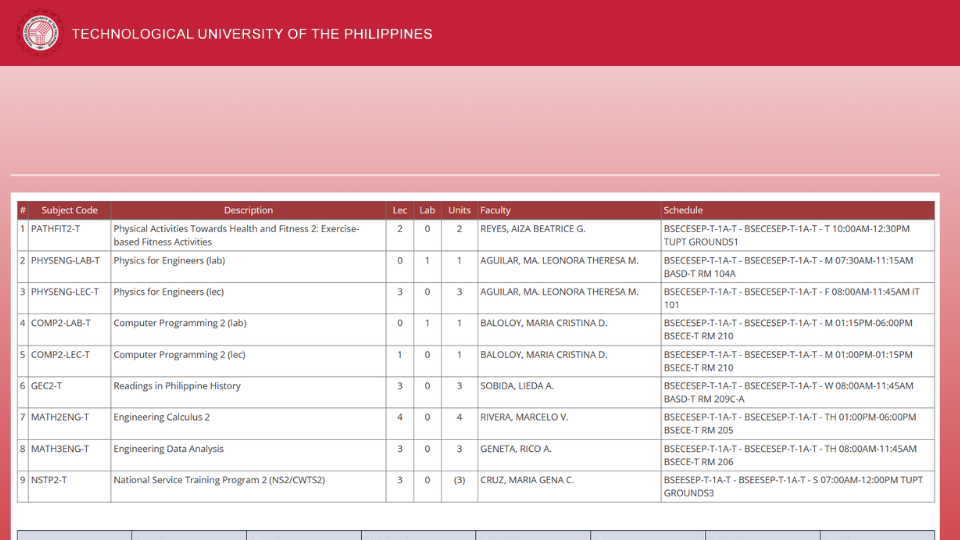 TECHNOLOGICAL UNIVERSITY OF THE PHILIPPINES
# Subject Code Description Lec Lab Units Faculty Schedule
1 PATHFIT2-T Physical Activities Towards Health and Fitness 2: Exercise- 2 0 2 REYES, AIZA BEATRICE G. BSECESEP-T-1A-T - BSECESEP-T-1A-T - T 10:00AM-12:30PM
based Fitness Activities TUPT GROUNDS1
2 PHYSENG-LAB-T Physics for Engineers (lab) 0 1 1 AGUILAR, MA. LEONORA THERESA M. BSECESEP-T-1A-T - BSECESEP-T-1A-T - M 07:30AM-11:15AM
BASD-T RM 104A
3 PHYSENG-LEC-T Physics for Engineers (lec) 3 0 3 AGUILAR, MA. LEONORA THERESA M. BSECESEP-T-1A-T - BSECESEP-T-1A-T - F 08:00AM-11:45AM IT
101
4 COMP2-LAB-T Computer Programming 2 (lab) 0 1 1 BALOLOY, MARIA CRISTINA D. BSECESEP-T-1A-T - BSECESEP-T-1A-T - M 01:15PM-06:00PM
BSECE-T RM 210
5 COMP2-LEC-T Computer Programming 2 (lec) 1 0 1 BALOLOY, MARIA CRISTINA D. BSECESEP-T-1A-T - BSECESEP-T-1A-T - M 01:00PM-01:15PM
BSECE-T RM 210
6 GEC2-T Readings in Philippine History 3 0 3 SOBIDA, LIEDA A. BSECESEP-T-1A-T - BSECESEP-T-1A-T - W 08:00AM-11:45AM
BASD-T RM 209C-A
7 MATH2ENG-T Engineering Calculus 2 4 0 4 RIVERA, MARCELO V. BSECESEP-T-1A-T - BSECESEP-T-1A-T - TH 01:00PM-06:00PM
BSECE-T RM 205
8 MATH3ENG-T Engineering Data Analysis 3 0 3 GENETA, RICO A. BSECESEP-T-1A-T - BSECESEP-T-1A-T - TH 08:00AM-11:45AM
BSECE-T RM 206
9 NSTP2-T National Service Training Program 2 (NS2/CWTS2) 3 0 (3) CRUZ, MARIA GENA C. BSEESEP-T-1A-T - BSEESEP-T-1A-T - S 07:00AM-12:00PM TUPT
GROUNDS3